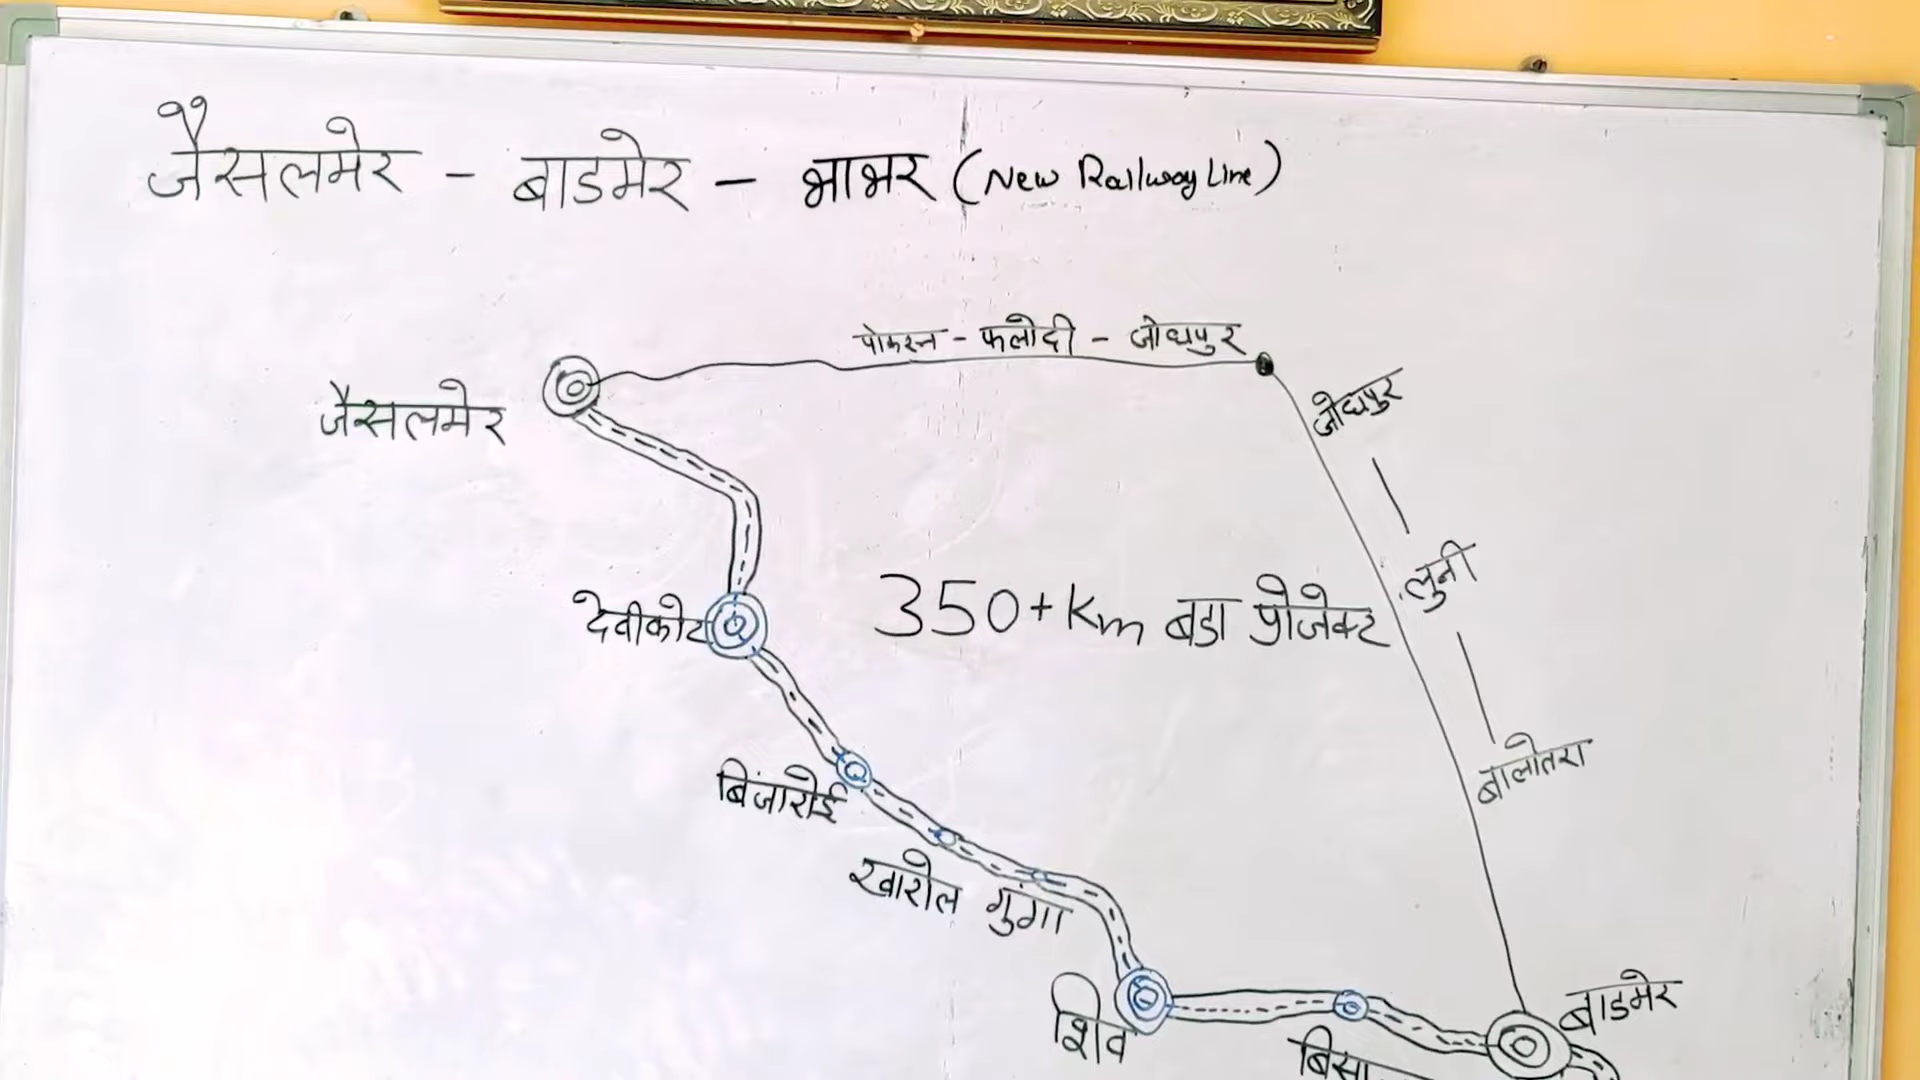 जैसलमेर - बाडमेर - भाभर (New Railway Line)
पोकरन - फलोदी - जोधपुर
जैसलमेर
जोधपुर
लुनी
देवीकोट
350+Km बडा प्रोजेक्ट
बालोतरा
बिंजारोई
खारोल गुंगा
शिव
बाडमेर